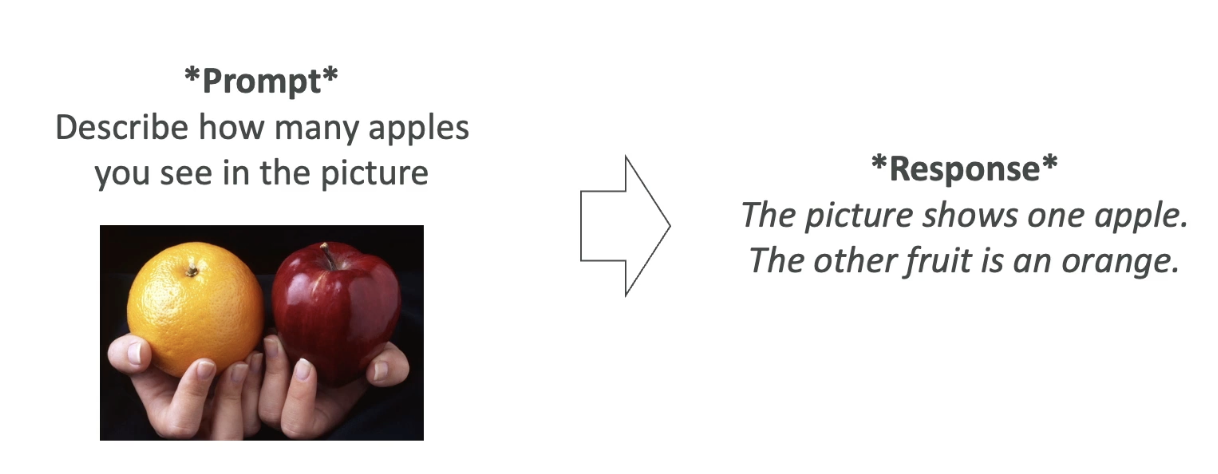 *Prompt*
Describe how many apples
you see in the picture
*Response*
The picture shows one apple.
The other fruit is an orange.